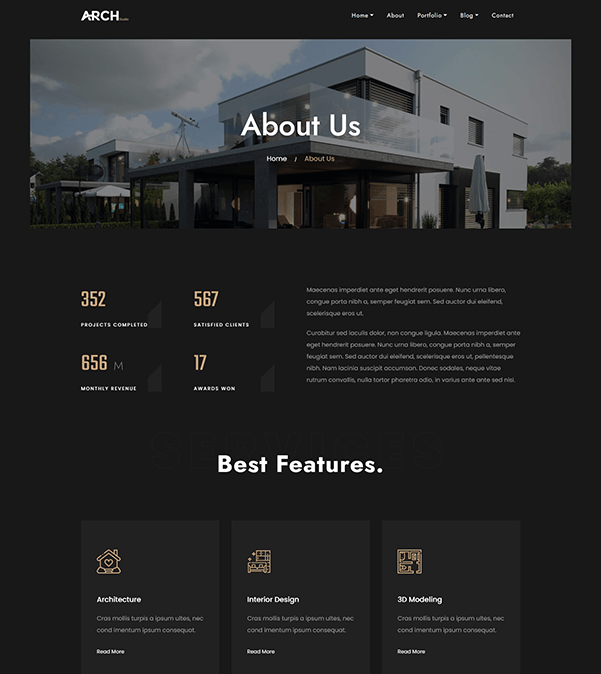 ARCH Studio
Home About Portfolio Blog Contact
About Us
Home / About Us
352
PROJECTS COMPLETED
567
SATISFIED CLIENTS
656 M
MONTHLY REVENUE
17
AWARDS WON
Maecenas imperdiet ante eget hendrerit posuere. Nunc urna libero,
congue porta nibh a, semper feugiat sem. Sed auctor dui eleifend,
scelerisque eros ut.
Curabitur sed iaculis dolor, non congue ligula. Maecenas imperdiet ante
eget hendrerit posuere. Nunc urna libero, congue porta nibh a, semper
feugiat sem. Sed auctor dui eleifend, scelerisque eros ut, pellentesque
nibh. Nam lacinia suscipit accumsan. Donec sodales, neque vitae
rutrum convallis, nulla tortor pharetra odio, in varius ante ante sed nisi.
SERVICES
Best Features.
Architecture
Cras mollis turpis a ipsum ultes, nec
cond imentum ipsum consequat.
Read More
Interior Design
Cras mollis turpis a ipsum ultes, nec
cond imentum ipsum consequat.
Read More
3D Modeling
Cras mollis turpis a ipsum ultes, nec
cond imentum ipsum consequat.
Read More